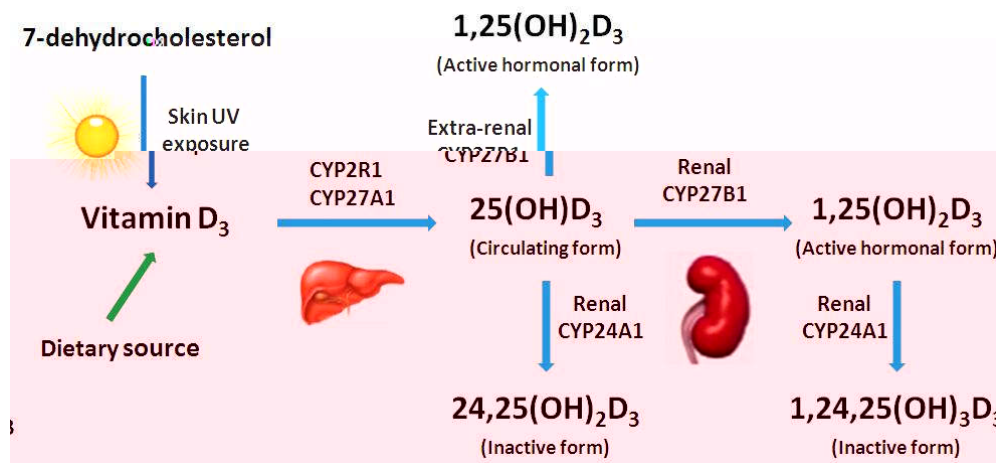 7-dehydrocholesterol
1,25(OH)₂D₃
(Active hormonal form)
Skin UV
exposure
Extra-renal
CYP27B1
CYP2R1
CYP27A1
Renal
CYP27B1
Vitamin D₃
25(OH)D₃
(Circulating form)
1,25(OH)₂D₃
(Active hormonal form)
Renal
CYP24A1
Renal
CYP24A1
Dietary source
24,25(OH)₂D₃
(Inactive form)
1,24,25(OH)₃D₃
(Inactive form)
3